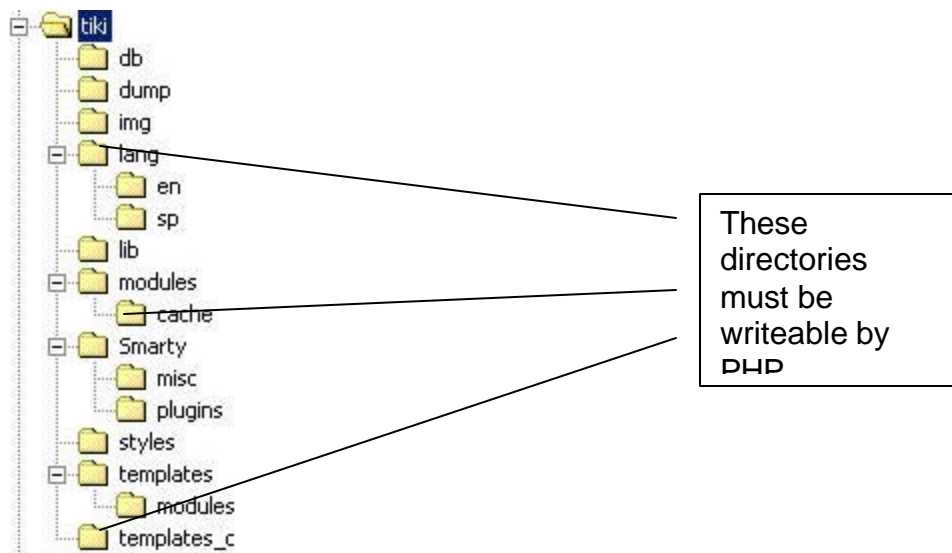 tiki
db
dump
img
lang
en
sp
lib
modules
cache
Smarty
misc
plugins
styles
templates
modules
templates_c
These
directories
must be
writeable by
PHP